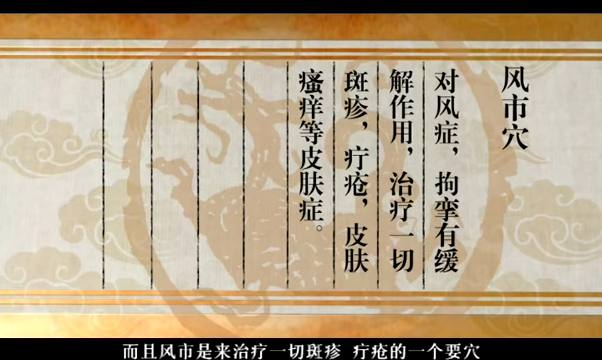 风市穴
对风症，拘挛有缓
解作用，治疗一切
斑疹，疔疮，皮肤
瘙痒等皮肤症。
而且风市是来治疗一切斑疹 疔疮的一个要穴